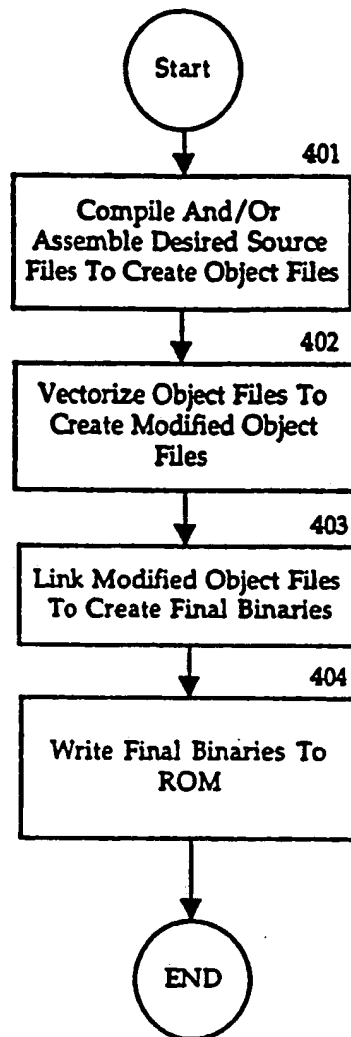 Start
401
Compile And/Or
Assemble Desired Source
Files To Create Object Files
402
Vectorize Object Files To
Create Modified Object
Files
403
Link Modified Object Files
To Create Final Binaries
404
Write Final Binaries To
ROM
END